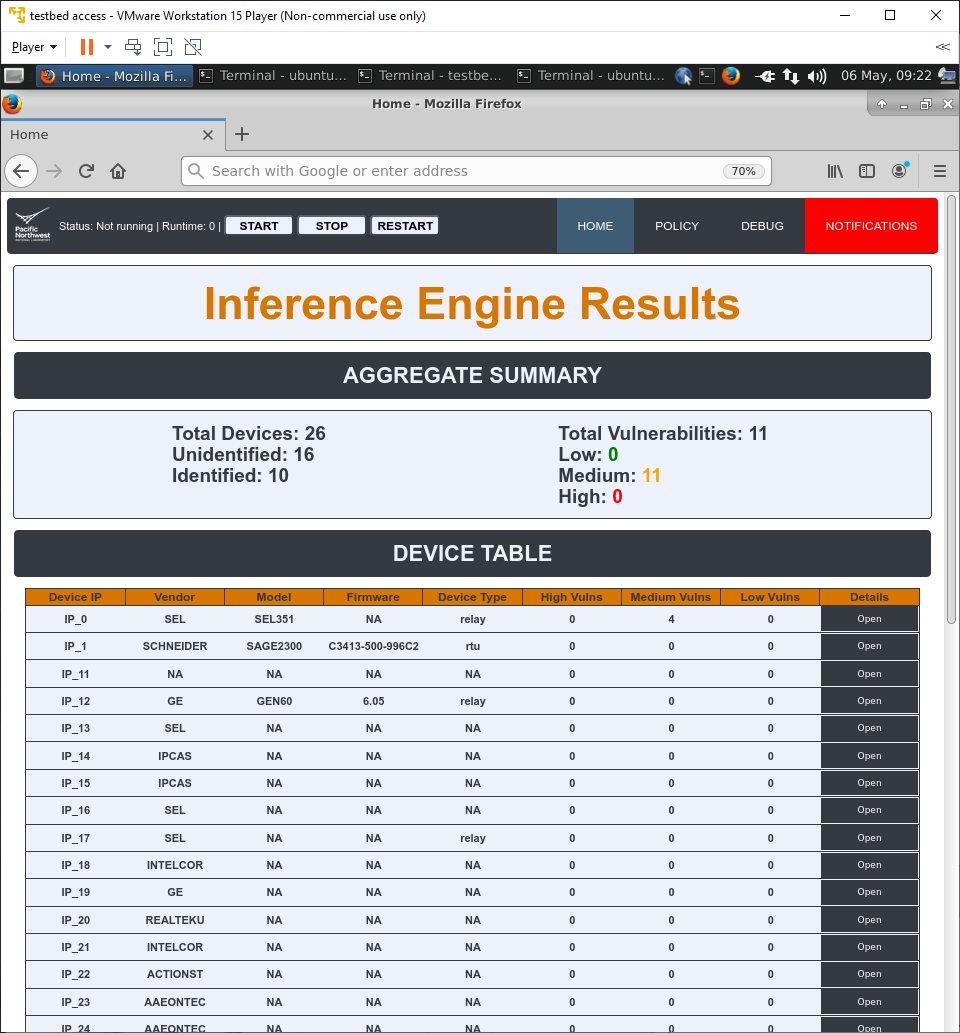 testbed access - VMware Workstation 15 Player (Non-commercial use only)
Player
Home - Mozilla Fi... Terminal - ubuntu... Terminal - testbe... Terminal - ubuntu... 06 May, 09:22
Home - Mozilla Firefox
Home
Search with Google or enter address 70%
Pacific Northwest NATIONAL LABORATORY Status: Not running | Runtime: 0 | START STOP RESTART HOME POLICY DEBUG NOTIFICATIONS
Inference Engine Results
AGGREGATE SUMMARY
Total Devices: 26 Total Vulnerabilities: 11
Unidentified: 16 Low: 0
Identified: 10 Medium: 11
High: 0
DEVICE TABLE
Device IP Vendor Model Firmware Device Type High Vulns Medium Vulns Low Vulns Details
IP_0 SEL SEL351 NA relay 0 4 0 Open
IP_1 SCHNEIDER SAGE2300 C3413-500-996C2 rtu 0 0 0 Open
IP_11 NA NA NA NA 0 0 0 Open
IP_12 GE GEN60 6.05 relay 0 0 0 Open
IP_13 SEL NA NA NA 0 0 0 Open
IP_14 IPCAS NA NA NA 0 0 0 Open
IP_15 IPCAS NA NA NA 0 0 0 Open
IP_16 SEL NA NA NA 0 0 0 Open
IP_17 SEL NA NA relay 0 0 0 Open
IP_18 INTELCOR NA NA NA 0 0 0 Open
IP_19 GE NA NA NA 0 0 0 Open
IP_20 REALTEKU NA NA NA 0 0 0 Open
IP_21 INTELCOR NA NA NA 0 0 0 Open
IP_22 ACTIONST NA NA NA 0 0 0 Open
IP_23 AAEONTEC NA NA NA 0 0 0 Open
IP_24 AAEONTEC NA NA NA 0 0 0 Open